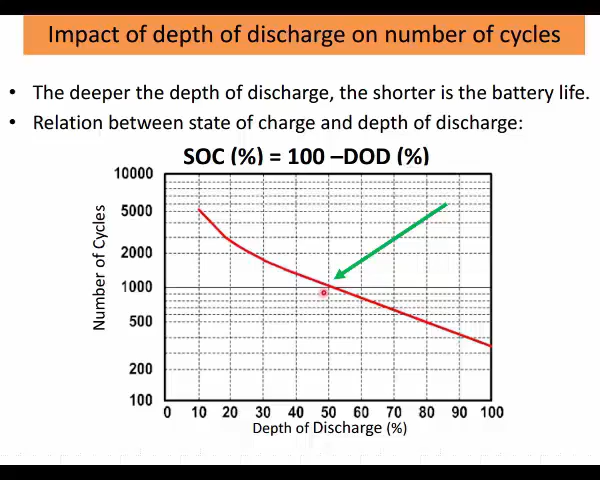 Impact of depth of discharge on number of cycles
• The deeper the depth of discharge, the shorter is the battery life.
• Relation between state of charge and depth of discharge:
SOC (%) = 100 –DOD (%)
Number of Cycles
10000
5000
2000
1000
500
200
100
0 10 20 30 40 50 60 70 80 90 100
Depth of Discharge (%)